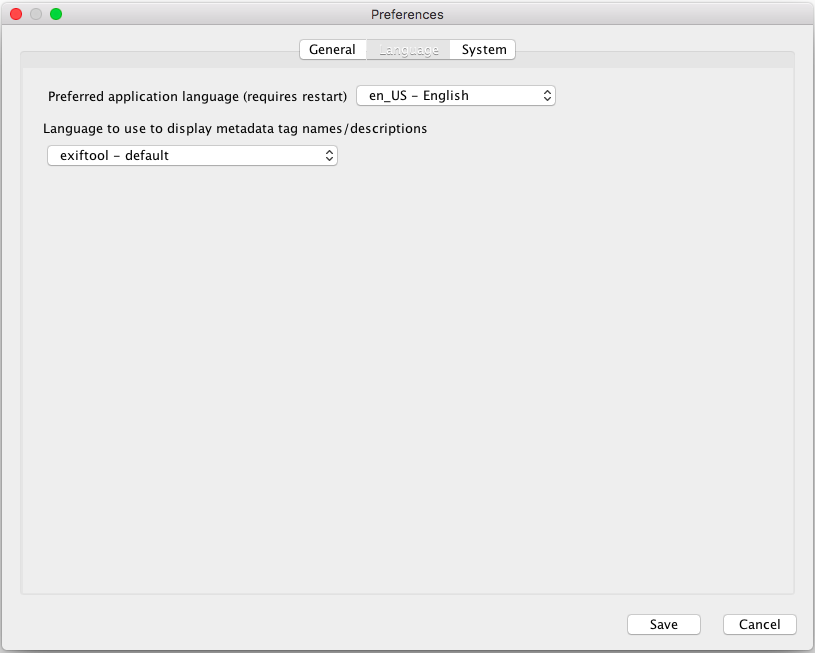 Preferences
General Language System
Preferred application language (requires restart) en_US – English
Language to use to display metadata tag names/descriptions
exiftool – default
Save Cancel